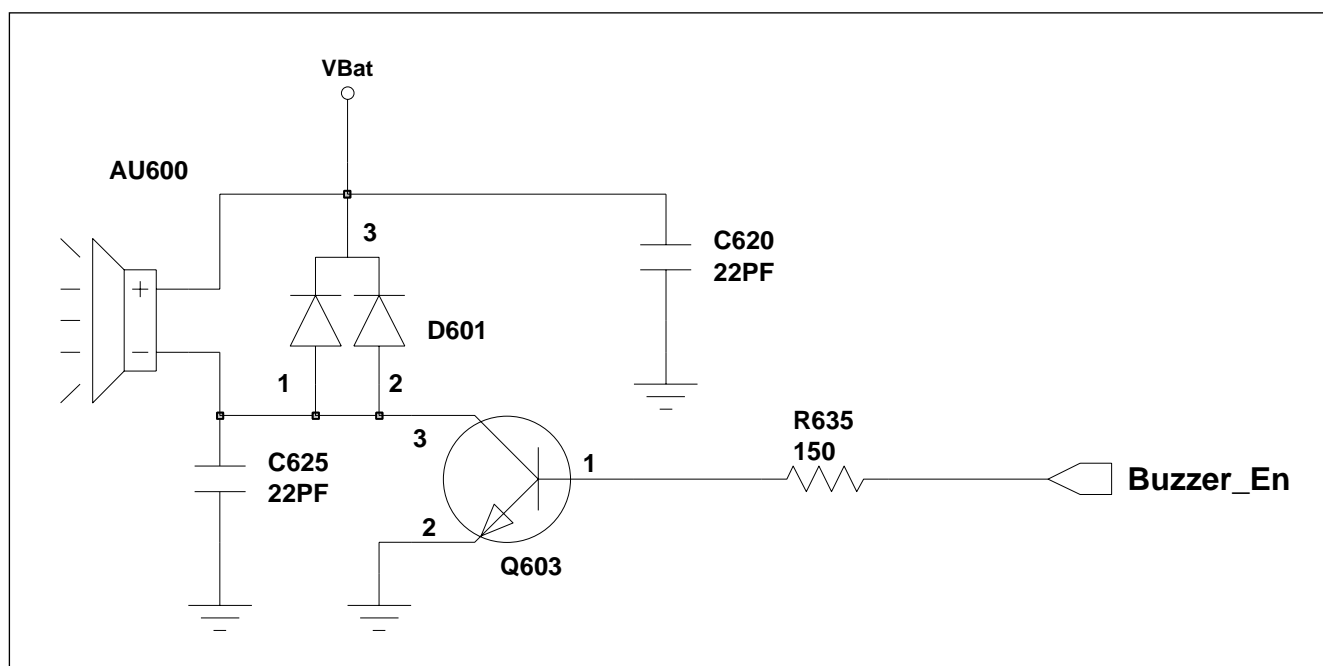 VBat
AU600
3
C620
22PF
D601
1
2
3
R635
150
C625
22PF
1
Buzzer_En
2
Q603